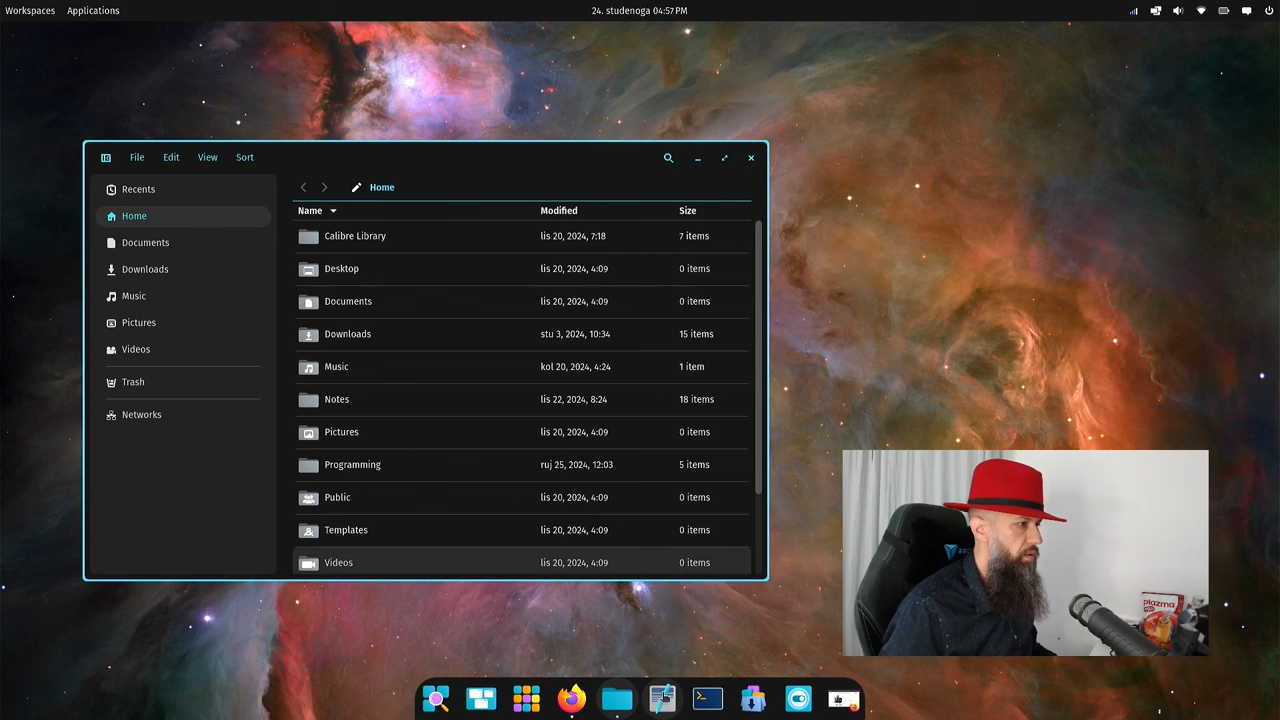 Workspaces Applications 24. studenoga 04:57 PM
File Edit View Sort
Recents
Home
Documents
Downloads
Music
Pictures
Videos
Trash
Networks
Home
Name Modified Size
Calibre Library lis 20, 2024, 7:18 7 items
Desktop lis 20, 2024, 4:09 0 items
Documents lis 20, 2024, 4:09 0 items
Downloads stu 3, 2024, 10:34 15 items
Music kol 20, 2024, 4:24 1 item
Notes lis 22, 2024, 8:24 18 items
Pictures lis 20, 2024, 4:09 0 items
Programming ruj 25, 2024, 12:03 5 items
Public lis 20, 2024, 4:09 0 items
Templates lis 20, 2024, 4:09 0 items
Videos lis 20, 2024, 4:09 0 items
plazma